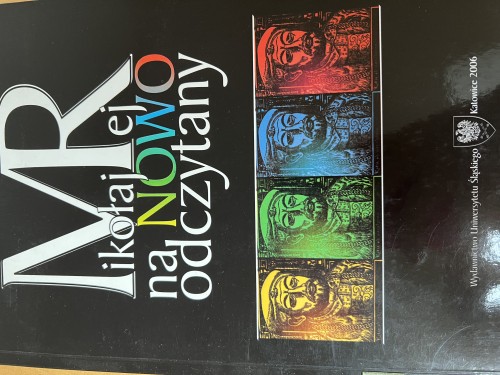 Mikołaj Rej
na NOWO
odczytany
Wydawnictwo Uniwersytetu Śląskiego Katowice 2006